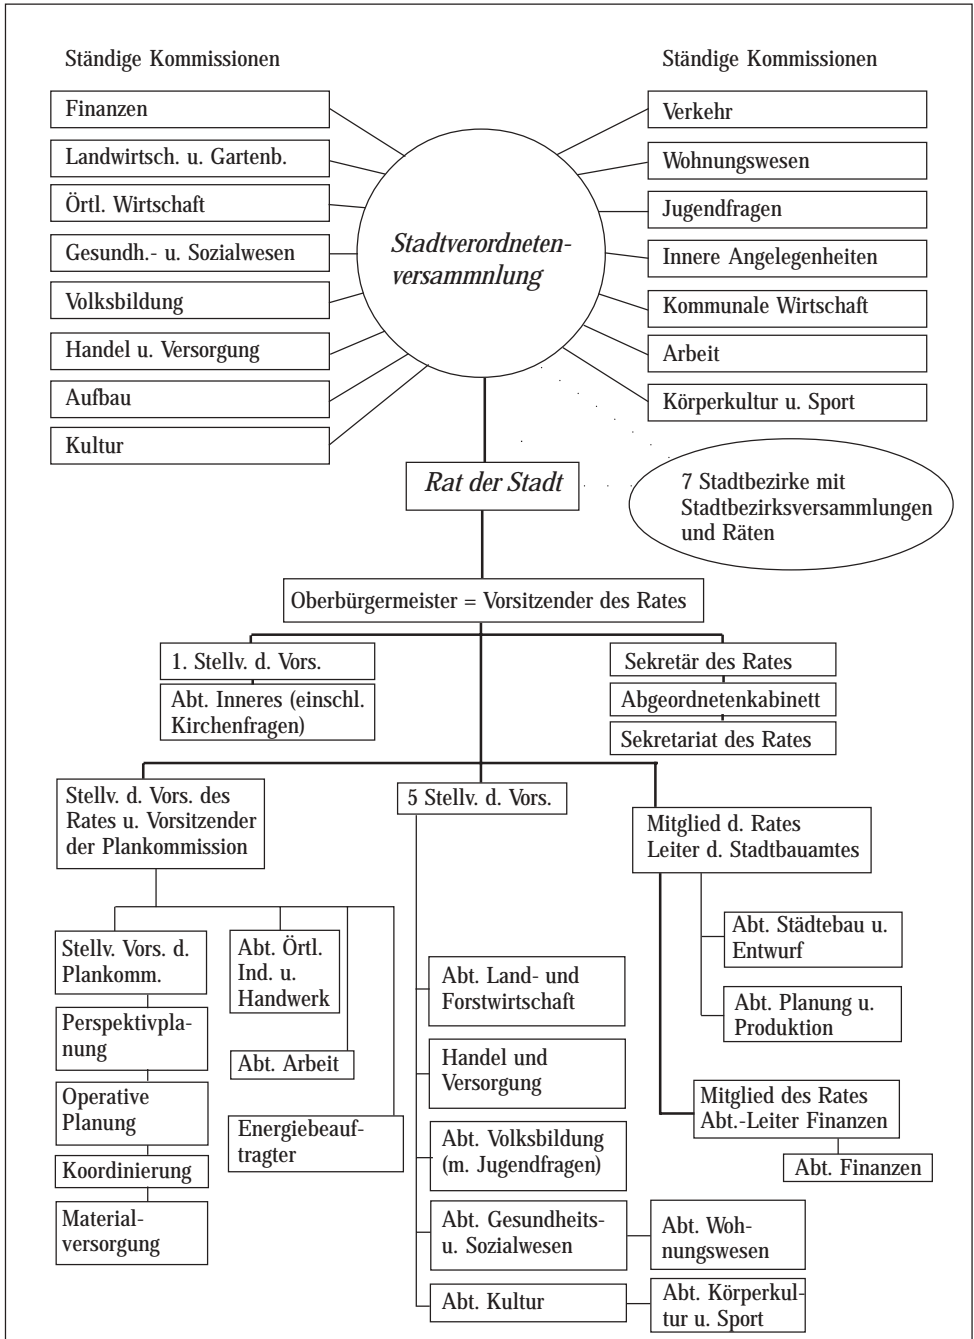 Ständige Kommissionen
Finanzen
Landwirtsch. u. Gartenb.
Örtl. Wirtschaft
Gesundh.- u. Sozialwesen
Volksbildung
Handel u. Versorgung
Aufbau
Kultur
Stadtverordneten-
versammnlung
Ständige Kommissionen
Verkehr
Wohnungswesen
Jugendfragen
Innere Angelegenheiten
Kommunale Wirtschaft
Arbeit
Körperkultur u. Sport
Rat der Stadt
7 Stadtbezirke mit
Stadtbezirksversammlungen
und Räten
Oberbürgermeister = Vorsitzender des Rates
1. Stellv. d. Vors.
Abt. Inneres (einschl.
Kirchenfragen)
Sekretär des Rates
Abgeordnetenkabinett
Sekretariat des Rates
Stellv. d. Vors. des
Rates u. Vorsitzender
der Plankommission
5 Stellv. d. Vors.
Mitglied d. Rates
Leiter d. Stadtbauamtes
Stellv. Vors. d.
Plankomm.
Perspektivpla-
nung
Operative
Planung
Koordinierung
Material-
versorgung
Abt. Örtl.
Ind. u.
Handwerk
Abt. Arbeit
Energiebeauf-
tragter
Abt. Land- und
Forstwirtschaft
Handel und
Versorgung
Abt. Volksbildung
(m. Jugendfragen)
Abt. Gesundheits-
u. Sozialwesen
Abt. Woh-
nungswesen
Abt. Kultur
Abt. Körperkul-
tur u. Sport
Abt. Städtebau u.
Entwurf
Abt. Planung u.
Produktion
Mitglied des Rates
Abt.-Leiter Finanzen
Abt. Finanzen